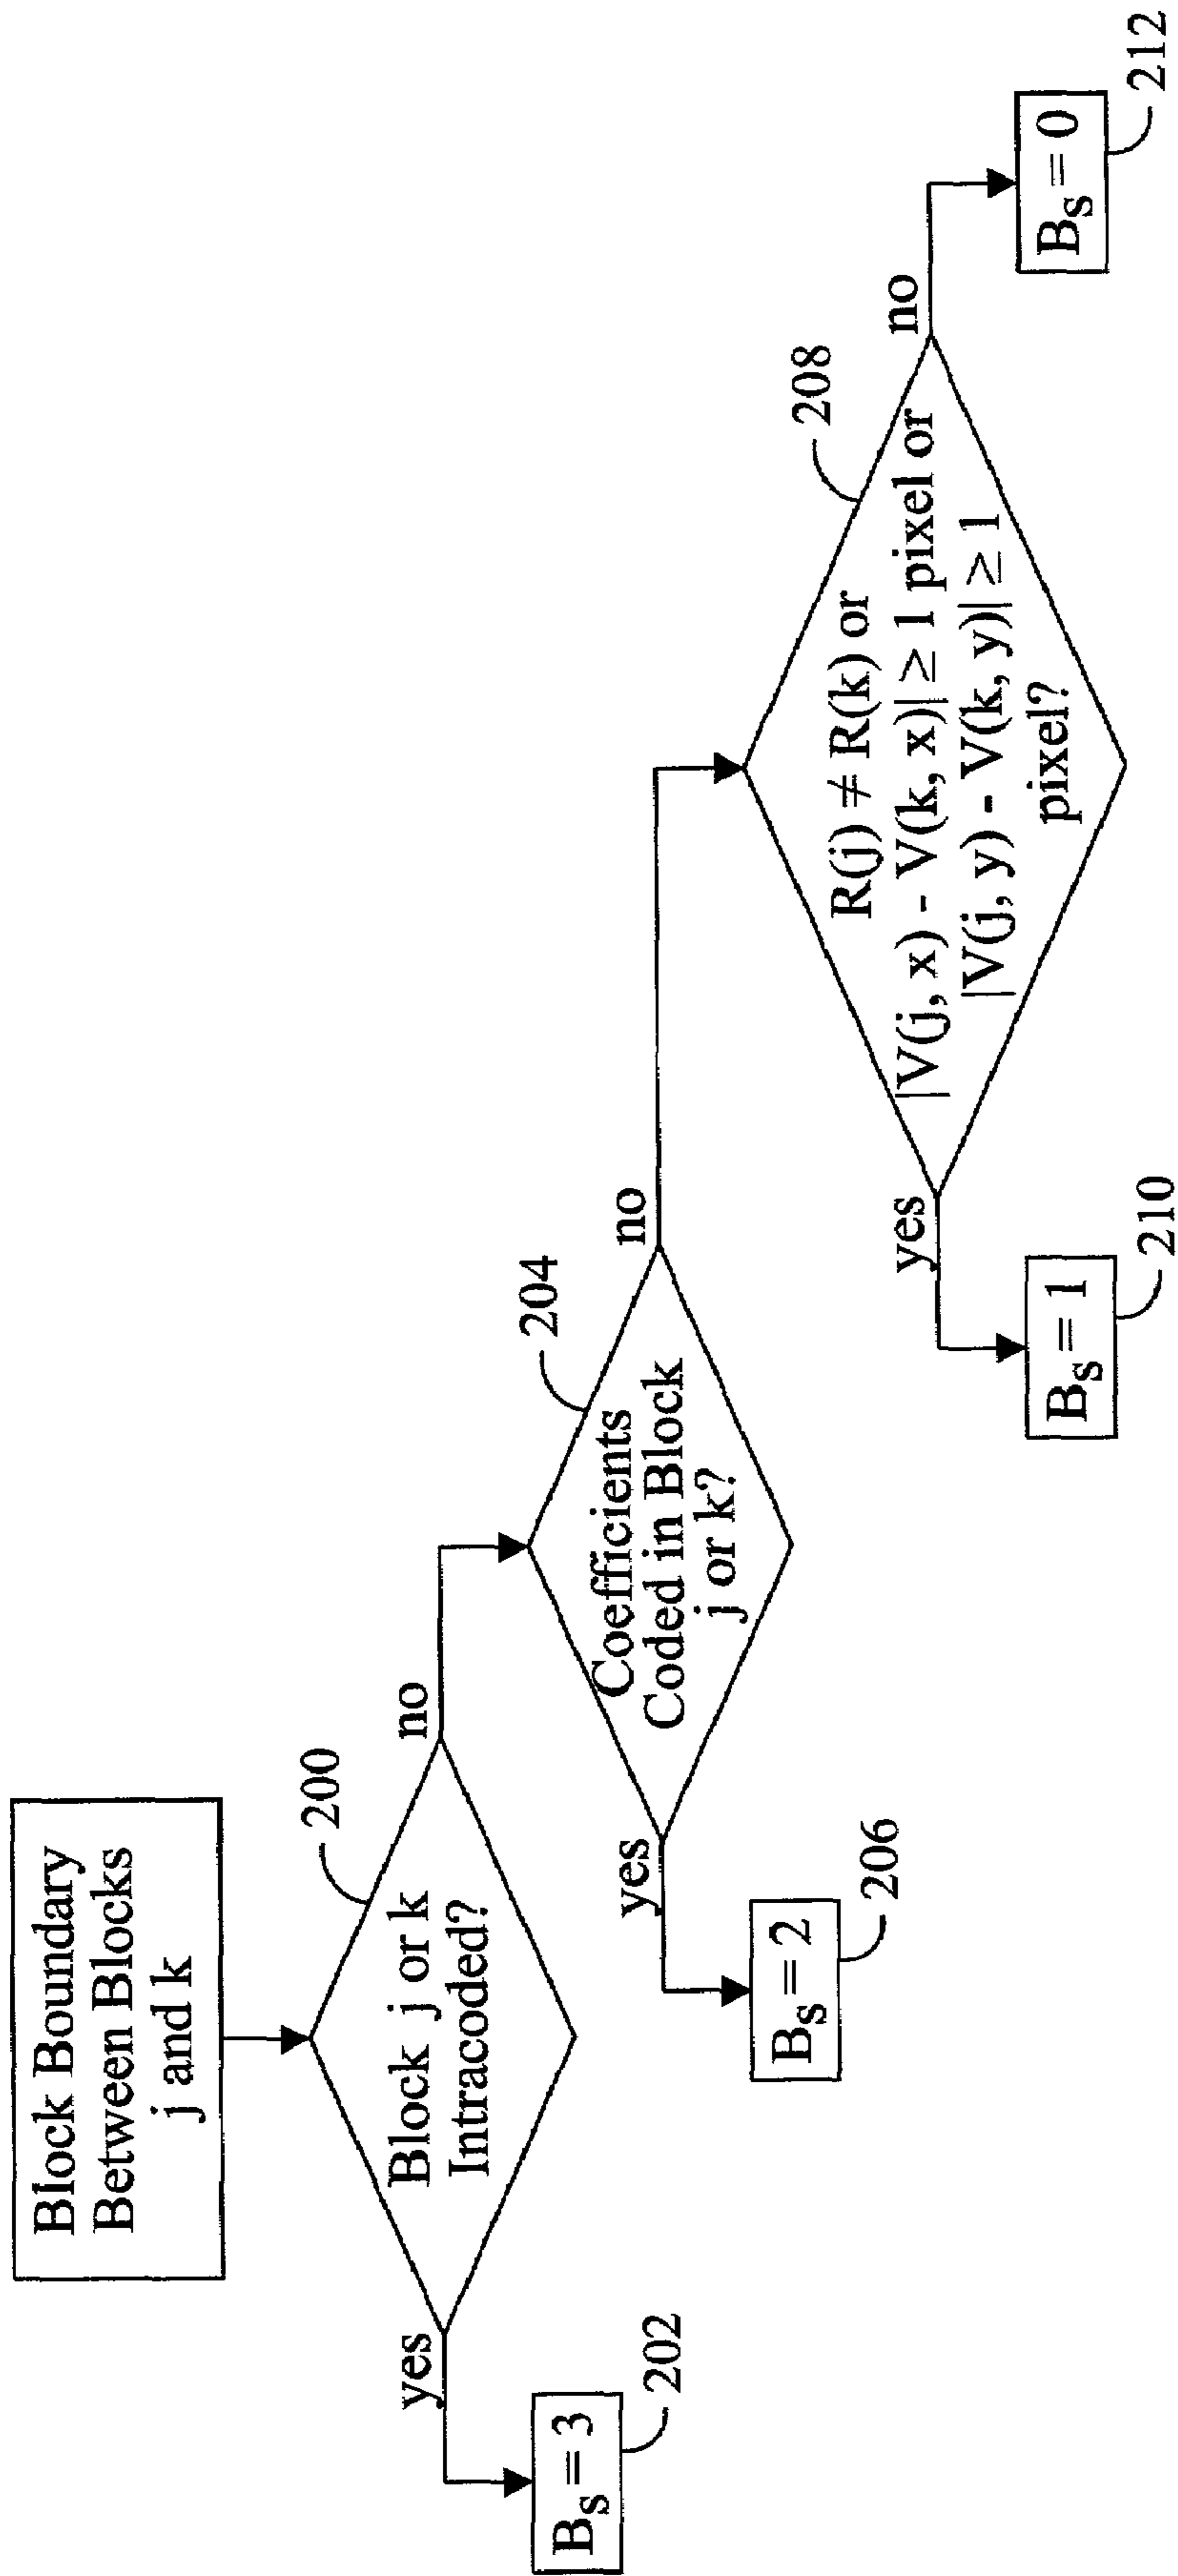 Block Boundary
Between Blocks
j and k
200
Block j or k
Intracoded?
yes
no
B_s = 3
202
204
Coefficients
Coded in Block
j or k?
yes
no
B_s = 2
206
208
R(j) ≠ R(k) or
|V(j, x) - V(k, x)| ≥ 1 pixel or
|V(j, y) - V(k, y)| ≥ 1
pixel?
yes
no
B_s = 1
210
B_s = 0
212